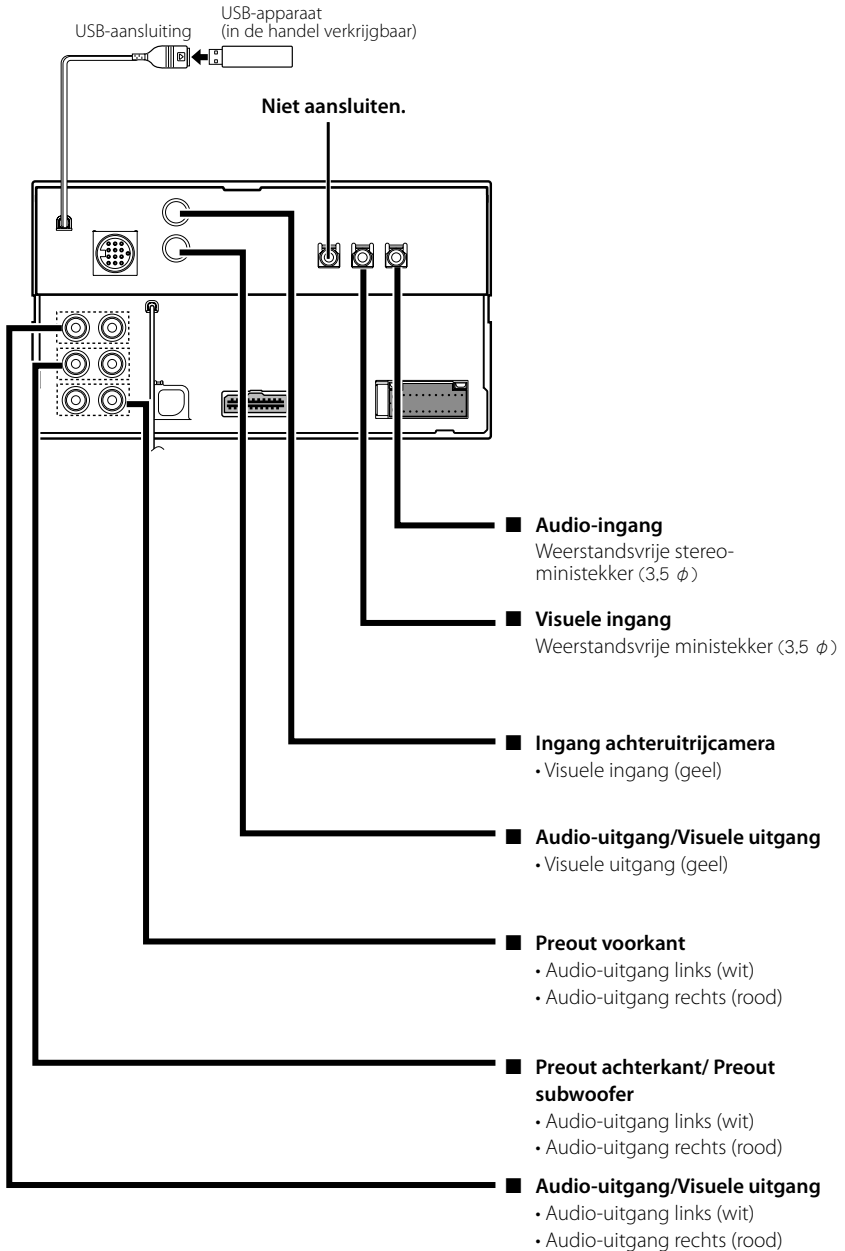 USB-apparaat
USB-aansluiting
(in de handel verkrijgbaar)
Niet aansluiten.
■ Audio-ingang
Weerstandsvrije stereo-
ministekker (3,5 φ)
■ Visuele ingang
Weerstandsvrije ministekker (3,5 φ)
■ Ingang achteruitrijcamera
• Visuele ingang (geel)
■ Audio-uitgang/Visuele uitgang
• Visuele uitgang (geel)
■ Preout voorkant
• Audio-uitgang links (wit)
• Audio-uitgang rechts (rood)
■ Preout achterkant/ Preout
subwoofer
• Audio-uitgang links (wit)
• Audio-uitgang rechts (rood)
■ Audio-uitgang/Visuele uitgang
• Audio-uitgang links (wit)
• Audio-uitgang rechts (rood)